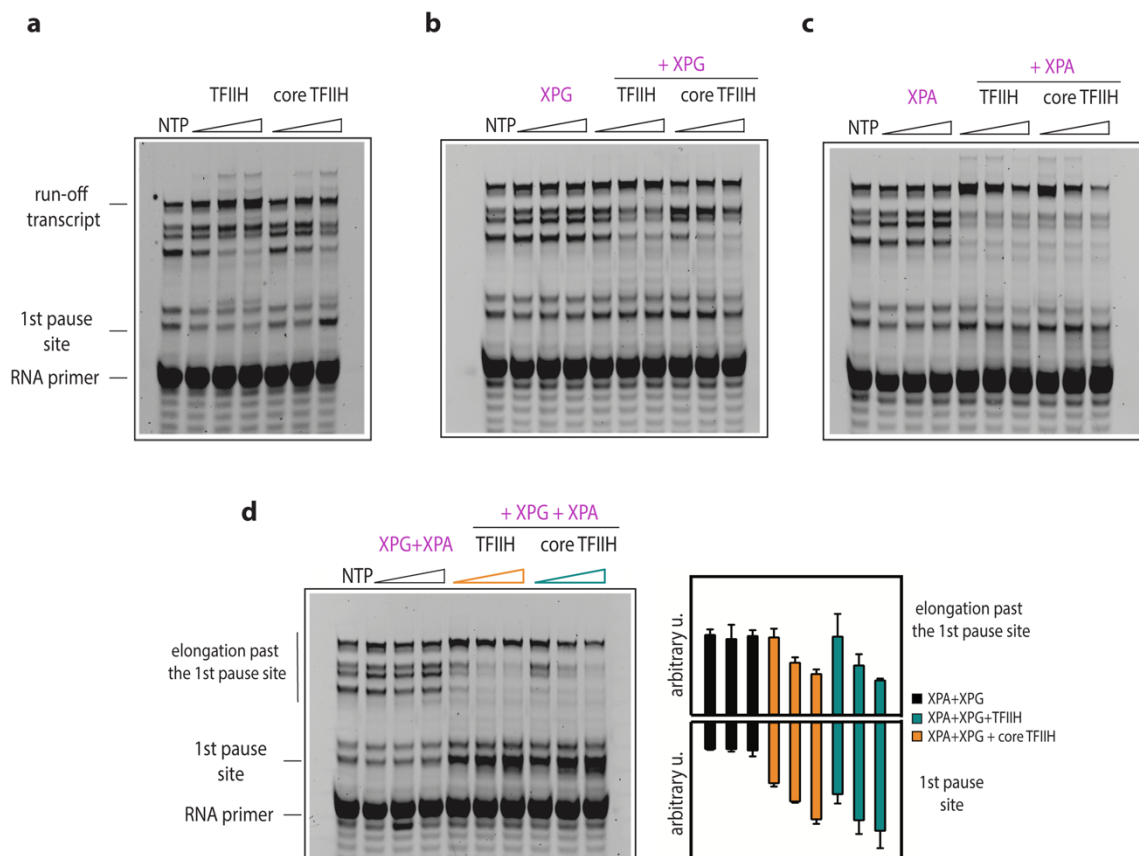 a
TFIIH core TFIIH
NTP
run-off
transcript
1st pause
site
RNA primer
b
+ XPG
XPG TFIIH core TFIIH
NTP
c
+ XPA
XPA TFIIH core TFIIH
NTP
d
+ XPG + XPA
XPG+XPA TFIIH core TFIIH
NTP
elongation past
the 1st pause site
1st pause
site
RNA primer
arbitrary u.
arbitrary u.
elongation past
the 1st pause site
XPA+XPG
XPA+XPG+TFIIH
XPA+XPG + core TFIIH
1st pause
site